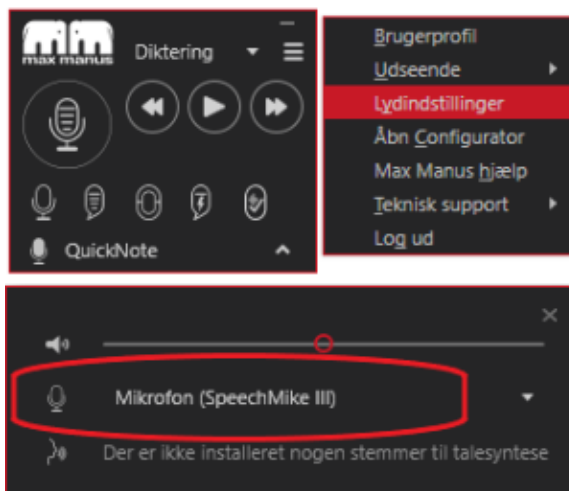 max manus
Diktering
QuickNote
Brugerprofil
Udseende
Lydindstillinger
Åbn Configurator
Max Manus hjælp
Teknisk support
Log ud
Mikrofon (SpeechMike III)
Der er ikke installeret nogen stemmer til talesyntese